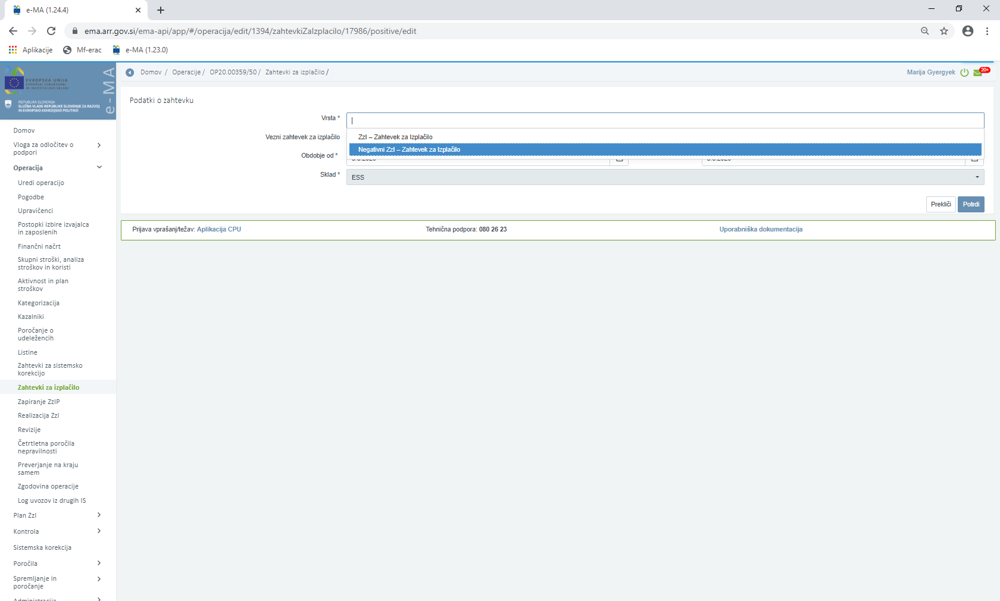 e-MA (1.24.4)
ema.arr.gov.si/ema-api/app/#/operacija/edit/1394/zahtevkiZaIzplacilo/17986/positive/edit
Aplikacije Mf-erac e-MA (1.23.0)
EVROPSKA UNIJA
EVROPSKI STRUKTURNI
IN INVESTICIJSKI SKLADI
REPUBLIKA SLOVENIJA
SLUŽBA VLADE REPUBLIKE SLOVENIJE ZA RAZVOJ
IN EVROPSKO KOHEZIJSKO POLITIKO
e-MA
Domov / Operacije / OP20.00359/50 / Zahtevki za izplačilo /
Marija Gyergyek 20+
Domov
Vloga za odločitev o
podpori
Operacija
Uredi operacijo
Pogodbe
Upravičenci
Postopki izbire izvajalca
in zaposlenih
Finančni načrt
Skupni stroški, analiza
stroškov in koristi
Aktivnost in plan
stroškov
Kategorizacija
Kazalniki
Poročanje o
udeležencih
Listine
Zahtevki za sistemsko
korekcijo
Zahtevki za izplačilo
Zapiranje ZzIP
Realizacija ZzI
Revizije
Četrtletna poročila
nepravilnosti
Preverjanje na kraju
samem
Zgodovina operacije
Log uvozov iz drugih IS
Plan ZzI
Kontrola
Sistemska korekcija
Poročila
Spremljanje in
poročanje
Administracija
Podatki o zahtevku
Vrsta *
Vezni zahtevek za izplačilo
ZzI – Zahtevek za Izplačilo
Negativni ZzI – Zahtevek za Izplačilo
Obdobje od *
Sklad * ESS
Prekliči Potrdi
Prijava vprašanj/težav: Aplikacija CPU Tehnična podpora: 080 26 23 Uporabniška dokumentacija